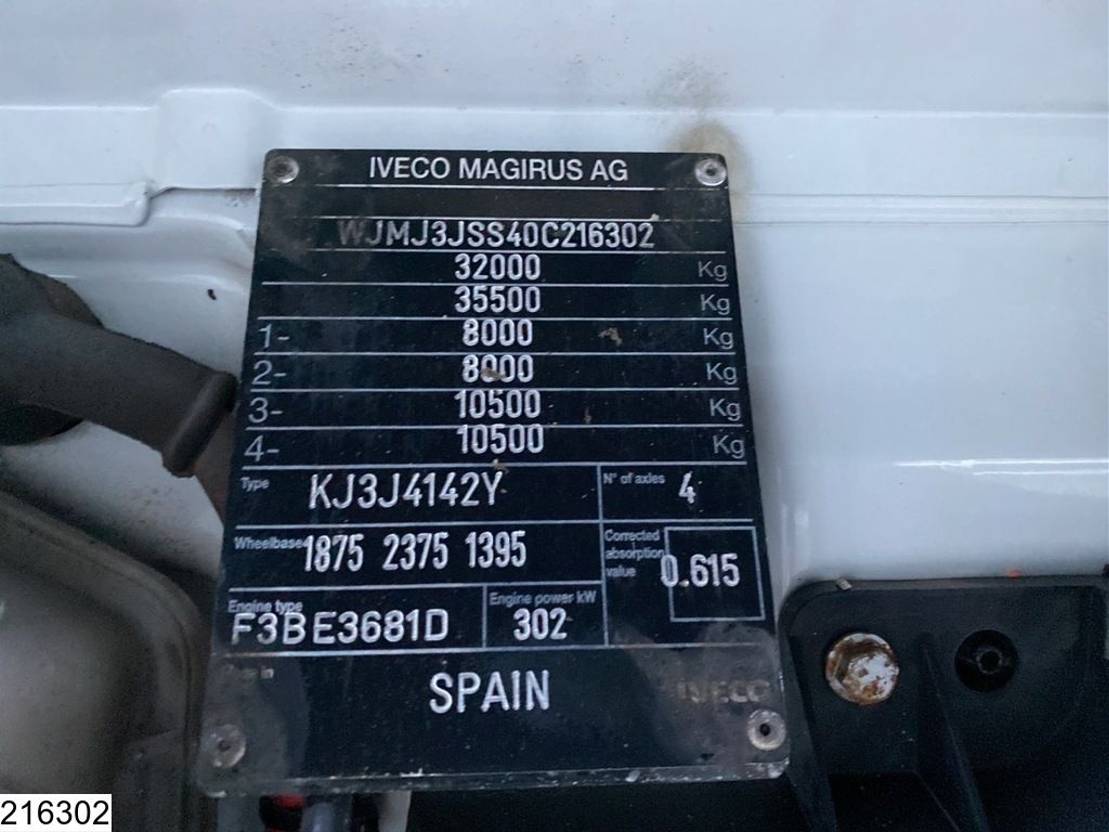 IVECO MAGIRUS AG
WJMJ3JSS40C216302
32000 Kg
35500 Kg
1- 8000 Kg
2- 8000 Kg
3- 10500 Kg
4- 10500 Kg
Type KJ3J4142Y N° of axles 4
Wheelbase 1875 2375 1395 Corrected absorption value 0.615
Engine type F3BE3681D Engine power kW 302
in SPAIN IVECO
216302